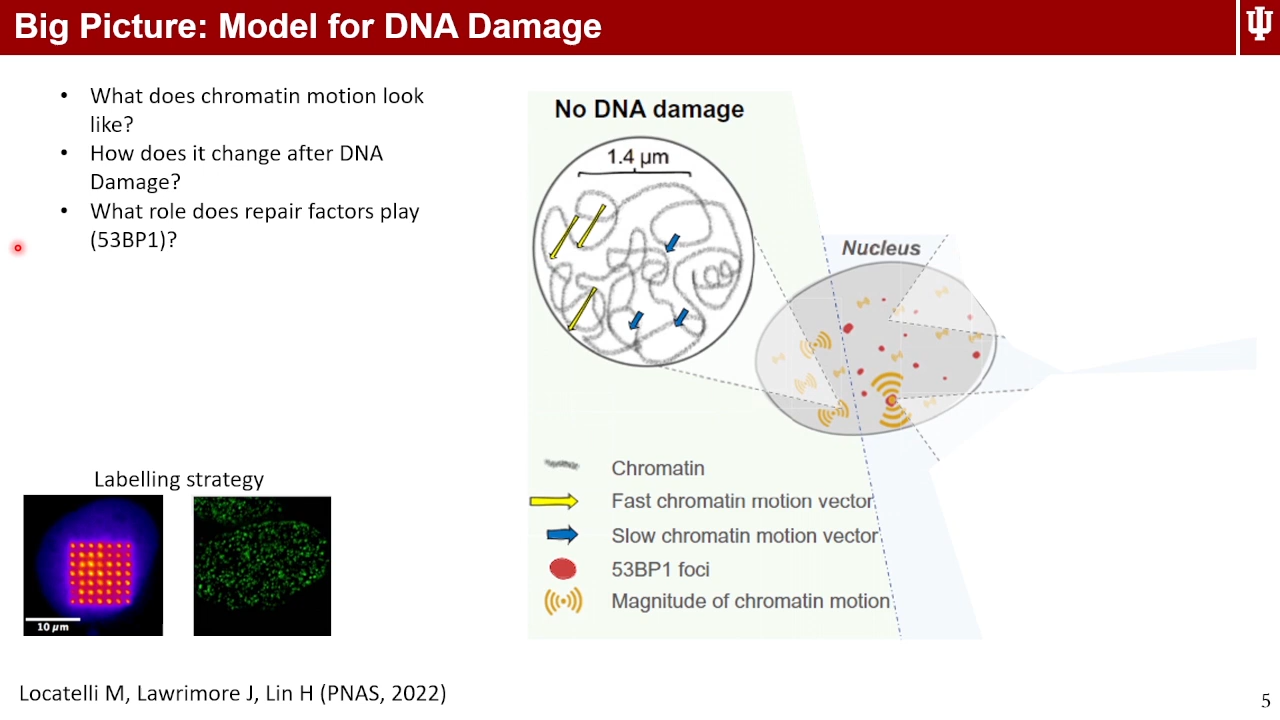 Big Picture: Model for DNA Damage
• What does chromatin motion look
like?
• How does it change after DNA
Damage?
• What role does repair factors play
(53BP1)?
No DNA damage
1.4 μm
Nucleus
Chromatin
Fast chromatin motion vector
Slow chromatin motion vector
53BP1 foci
Magnitude of chromatin motion
Labelling strategy
10 μm
Locatelli M, Lawrimore J, Lin H (PNAS, 2022)
5